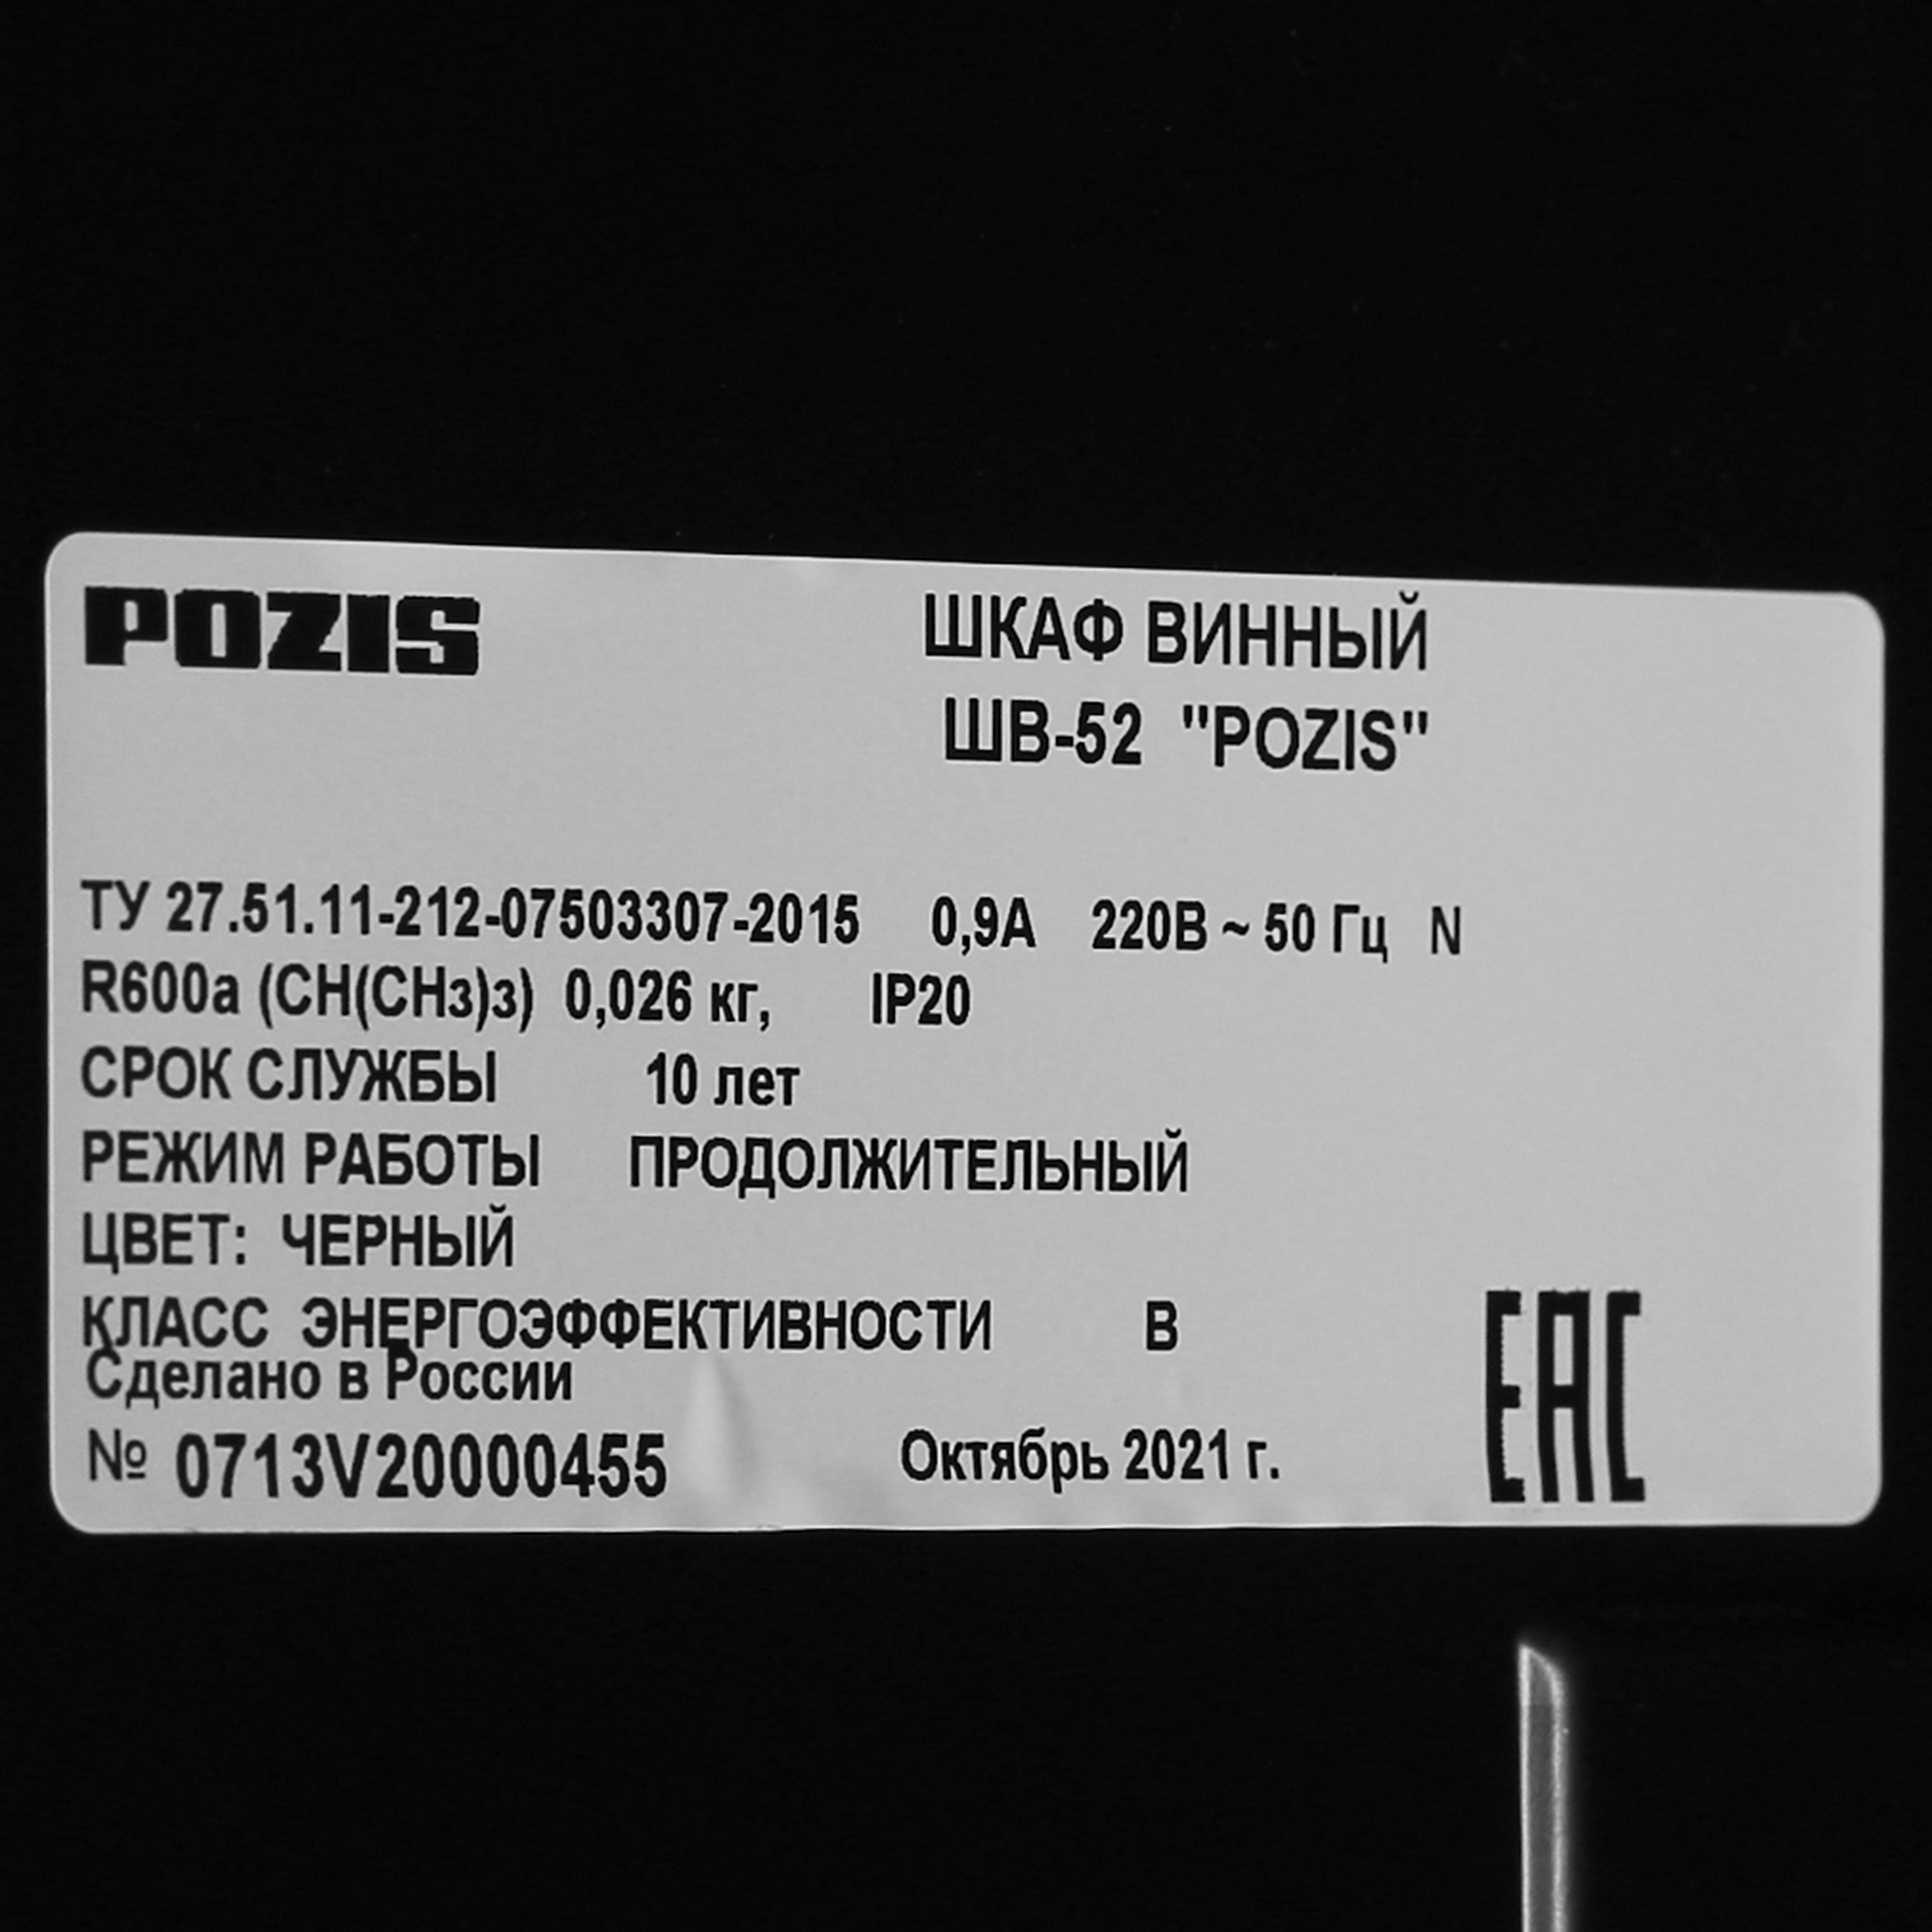 POZIS
ШКАФ ВИННЫЙ
ШВ-52 "POZIS"
ТУ 27.51.11-212-07503307-2015 0,9А 220В ~ 50 Гц N
R600a (CH(CH3)3) 0,026 кг, IP20
СРОК СЛУЖБЫ 10 лет
РЕЖИМ РАБОТЫ ПРОДОЛЖИТЕЛЬНЫЙ
ЦВЕТ: ЧЕРНЫЙ
КЛАСС ЭНЕРГОЭФФЕКТИВНОСТИ В
Сделано в России
№ 0713V20000455 Октябрь 2021 г.
EAC